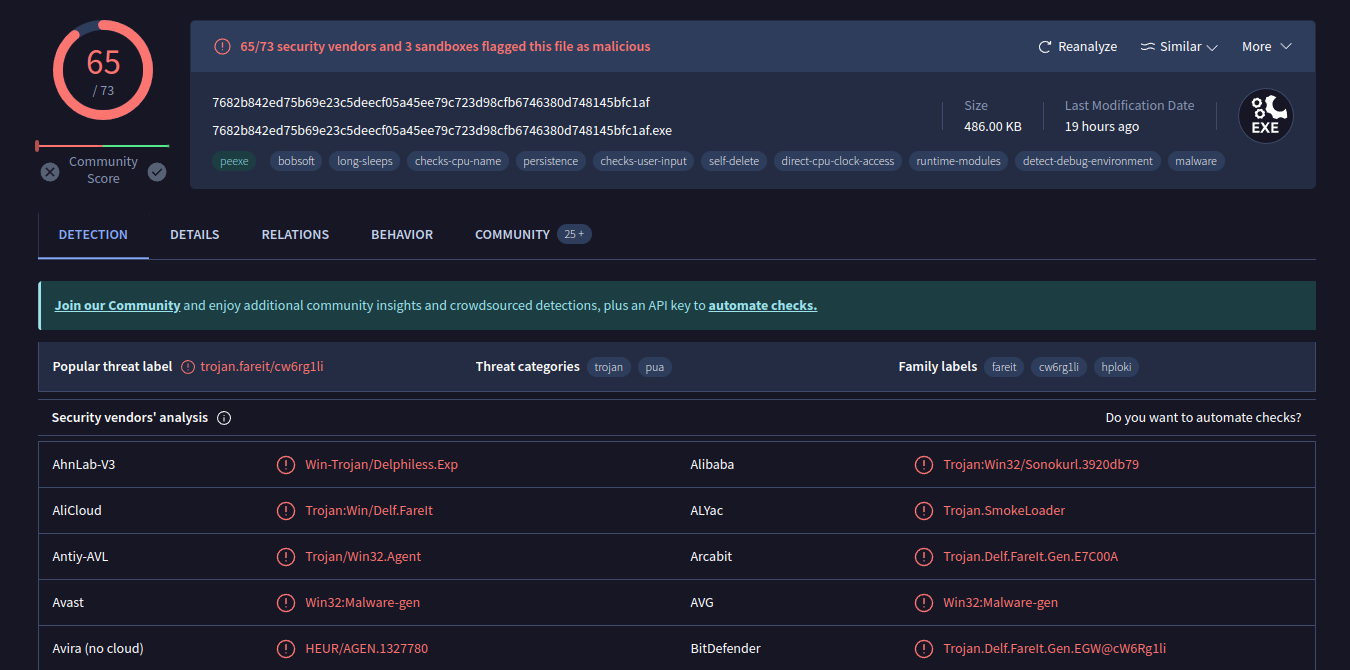 65
/ 73
Community
Score
65/73 security vendors and 3 sandboxes flagged this file as malicious
Reanalyze
Similar
More
7682b842ed75b69e23c5deecf05a45ee79c723d98cfb6746380d748145bfc1af
7682b842ed75b69e23c5deecf05a45ee79c723d98cfb6746380d748145bfc1af.exe
Size
486.00 KB
Last Modification Date
19 hours ago
EXE
peexe
bobsoft
long-sleeps
checks-cpu-name
persistence
checks-user-input
self-delete
direct-cpu-clock-access
runtime-modules
detect-debug-environment
malware
DETECTION
DETAILS
RELATIONS
BEHAVIOR
COMMUNITY
25 +
Join our Community and enjoy additional community insights and crowdsourced detections, plus an API key to automate checks.
Popular threat label
trojan.fareit/cw6rg1li
Threat categories
trojan
pua
Family labels
fareit
cw6rg1li
hploki
Security vendors' analysis
Do you want to automate checks?
AhnLab-V3
Win-Trojan/Delphiless.Exp
Alibaba
Trojan:Win32/Sonokurl.3920db79
AliCloud
Trojan:Win/Delf.FareIt
ALYac
Trojan.SmokeLoader
Antiy-AVL
Trojan/Win32.Agent
Arcabit
Trojan.Delf.FareIt.Gen.E7C00A
Avast
Win32:Malware-gen
AVG
Win32:Malware-gen
Avira (no cloud)
HEUR/AGEN.1327780
BitDefender
Trojan.Delf.FareIt.Gen.EGW@cW6Rg1li